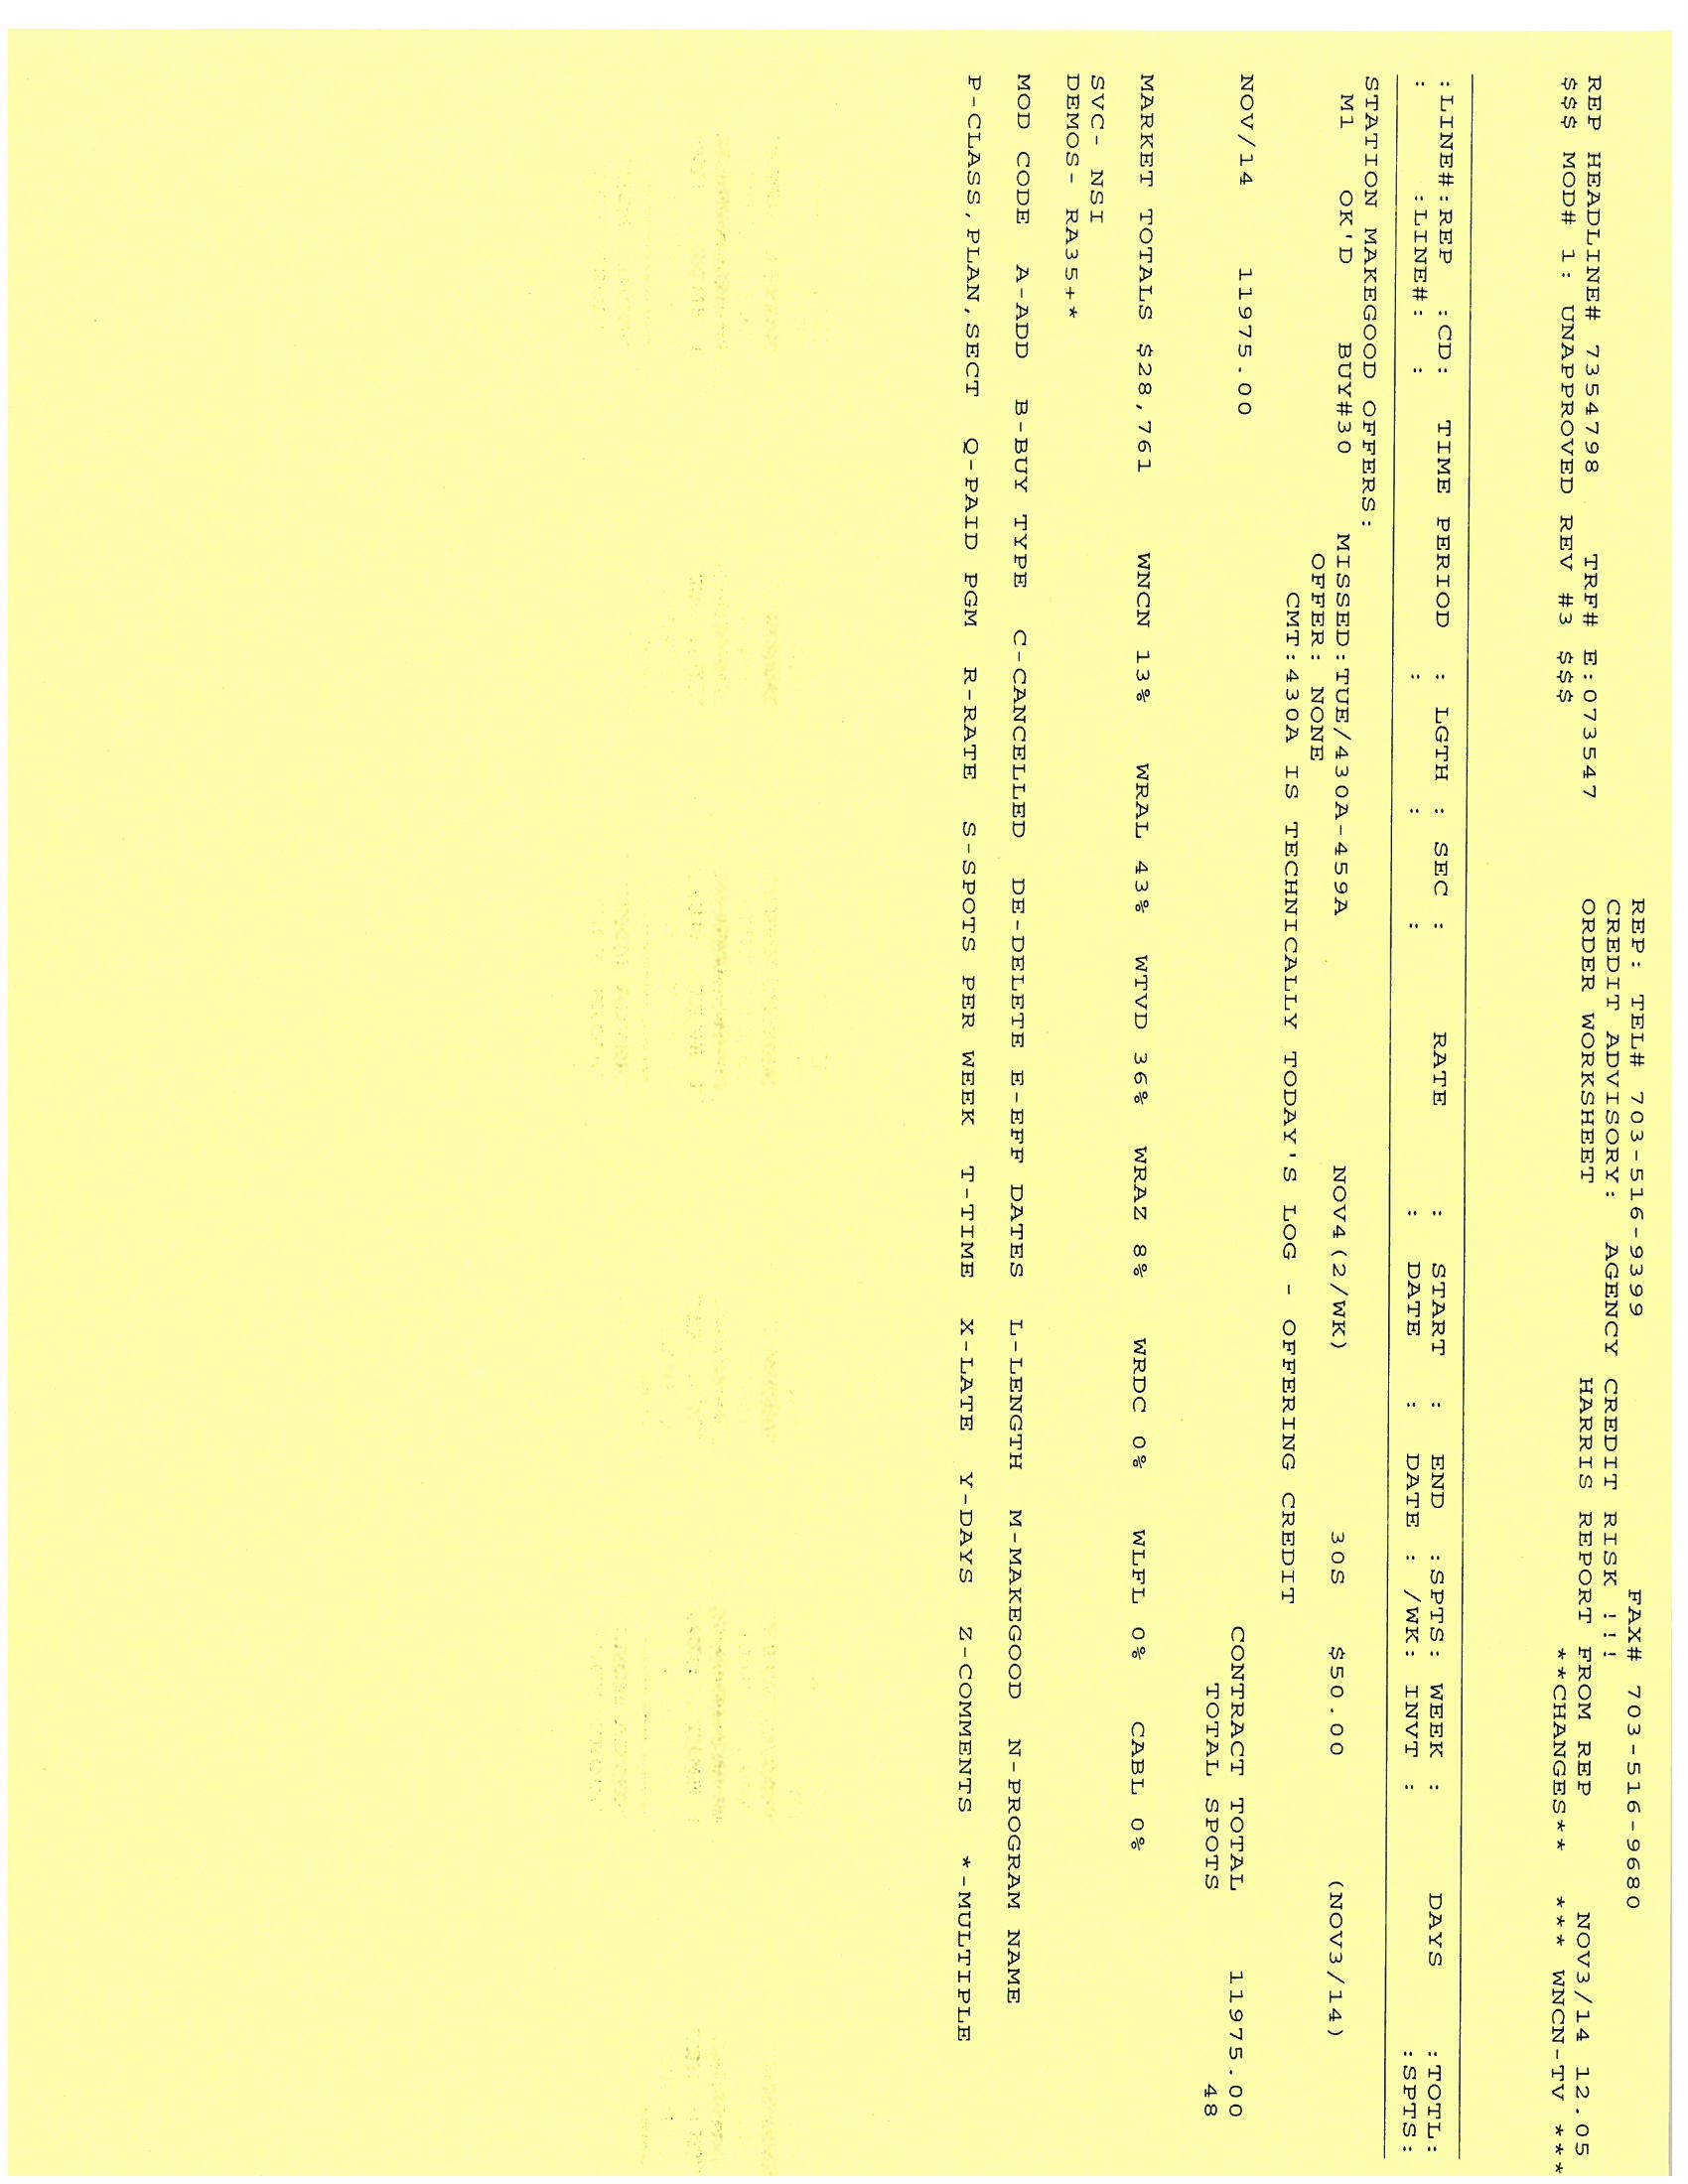 REP: TEL# 703-516-9399 FAX# 703-516-9680
CREDIT ADVISORY: AGENCY CREDIT RISK !!!
REP HEADLINE# 7354798 TRF# E:073547 ORDER WORKSHEET HARRIS REPORT FROM REP NOV3/14 12.05
$$$ MOD# 1: UNAPPROVED REV #3 $$$ **CHANGES** *** WNCN-TV ***
:LINE#:REP :CD: TIME PERIOD : LGTH : SEC : RATE : START : END :SPTS: WEEK : DAYS :TOTL:
: :LINE#: : : : : : DATE : DATE : /WK: INVT : :SPTS:
STATION MAKEGOOD OFFERS:
M1 OK'D BUY#30 MISSED:TUE/430A-459A NOV4(2/WK) 30S $50.00 (NOV3/14)
OFFER: NONE
CMT:430A IS TECHNICALLY TODAY'S LOG - OFFERING CREDIT
NOV/14 11975.00 CONTRACT TOTAL 11975.00
TOTAL SPOTS 48
MARKET TOTALS $28,761 WNCN 13% WRAL 43% WTVD 36% WRAZ 8% WRDC 0% WLFL 0% CABL 0%
SVC- NSI
DEMOS- RA35+*
MOD CODE A-ADD B-BUY TYPE C-CANCELLED DE-DELETE E-EFF DATES L-LENGTH M-MAKEGOOD N-PROGRAM NAME
P-CLASS,PLAN,SECT Q-PAID PGM R-RATE S-SPOTS PER WEEK T-TIME X-LATE Y-DAYS Z-COMMENTS *-MULTIPLE